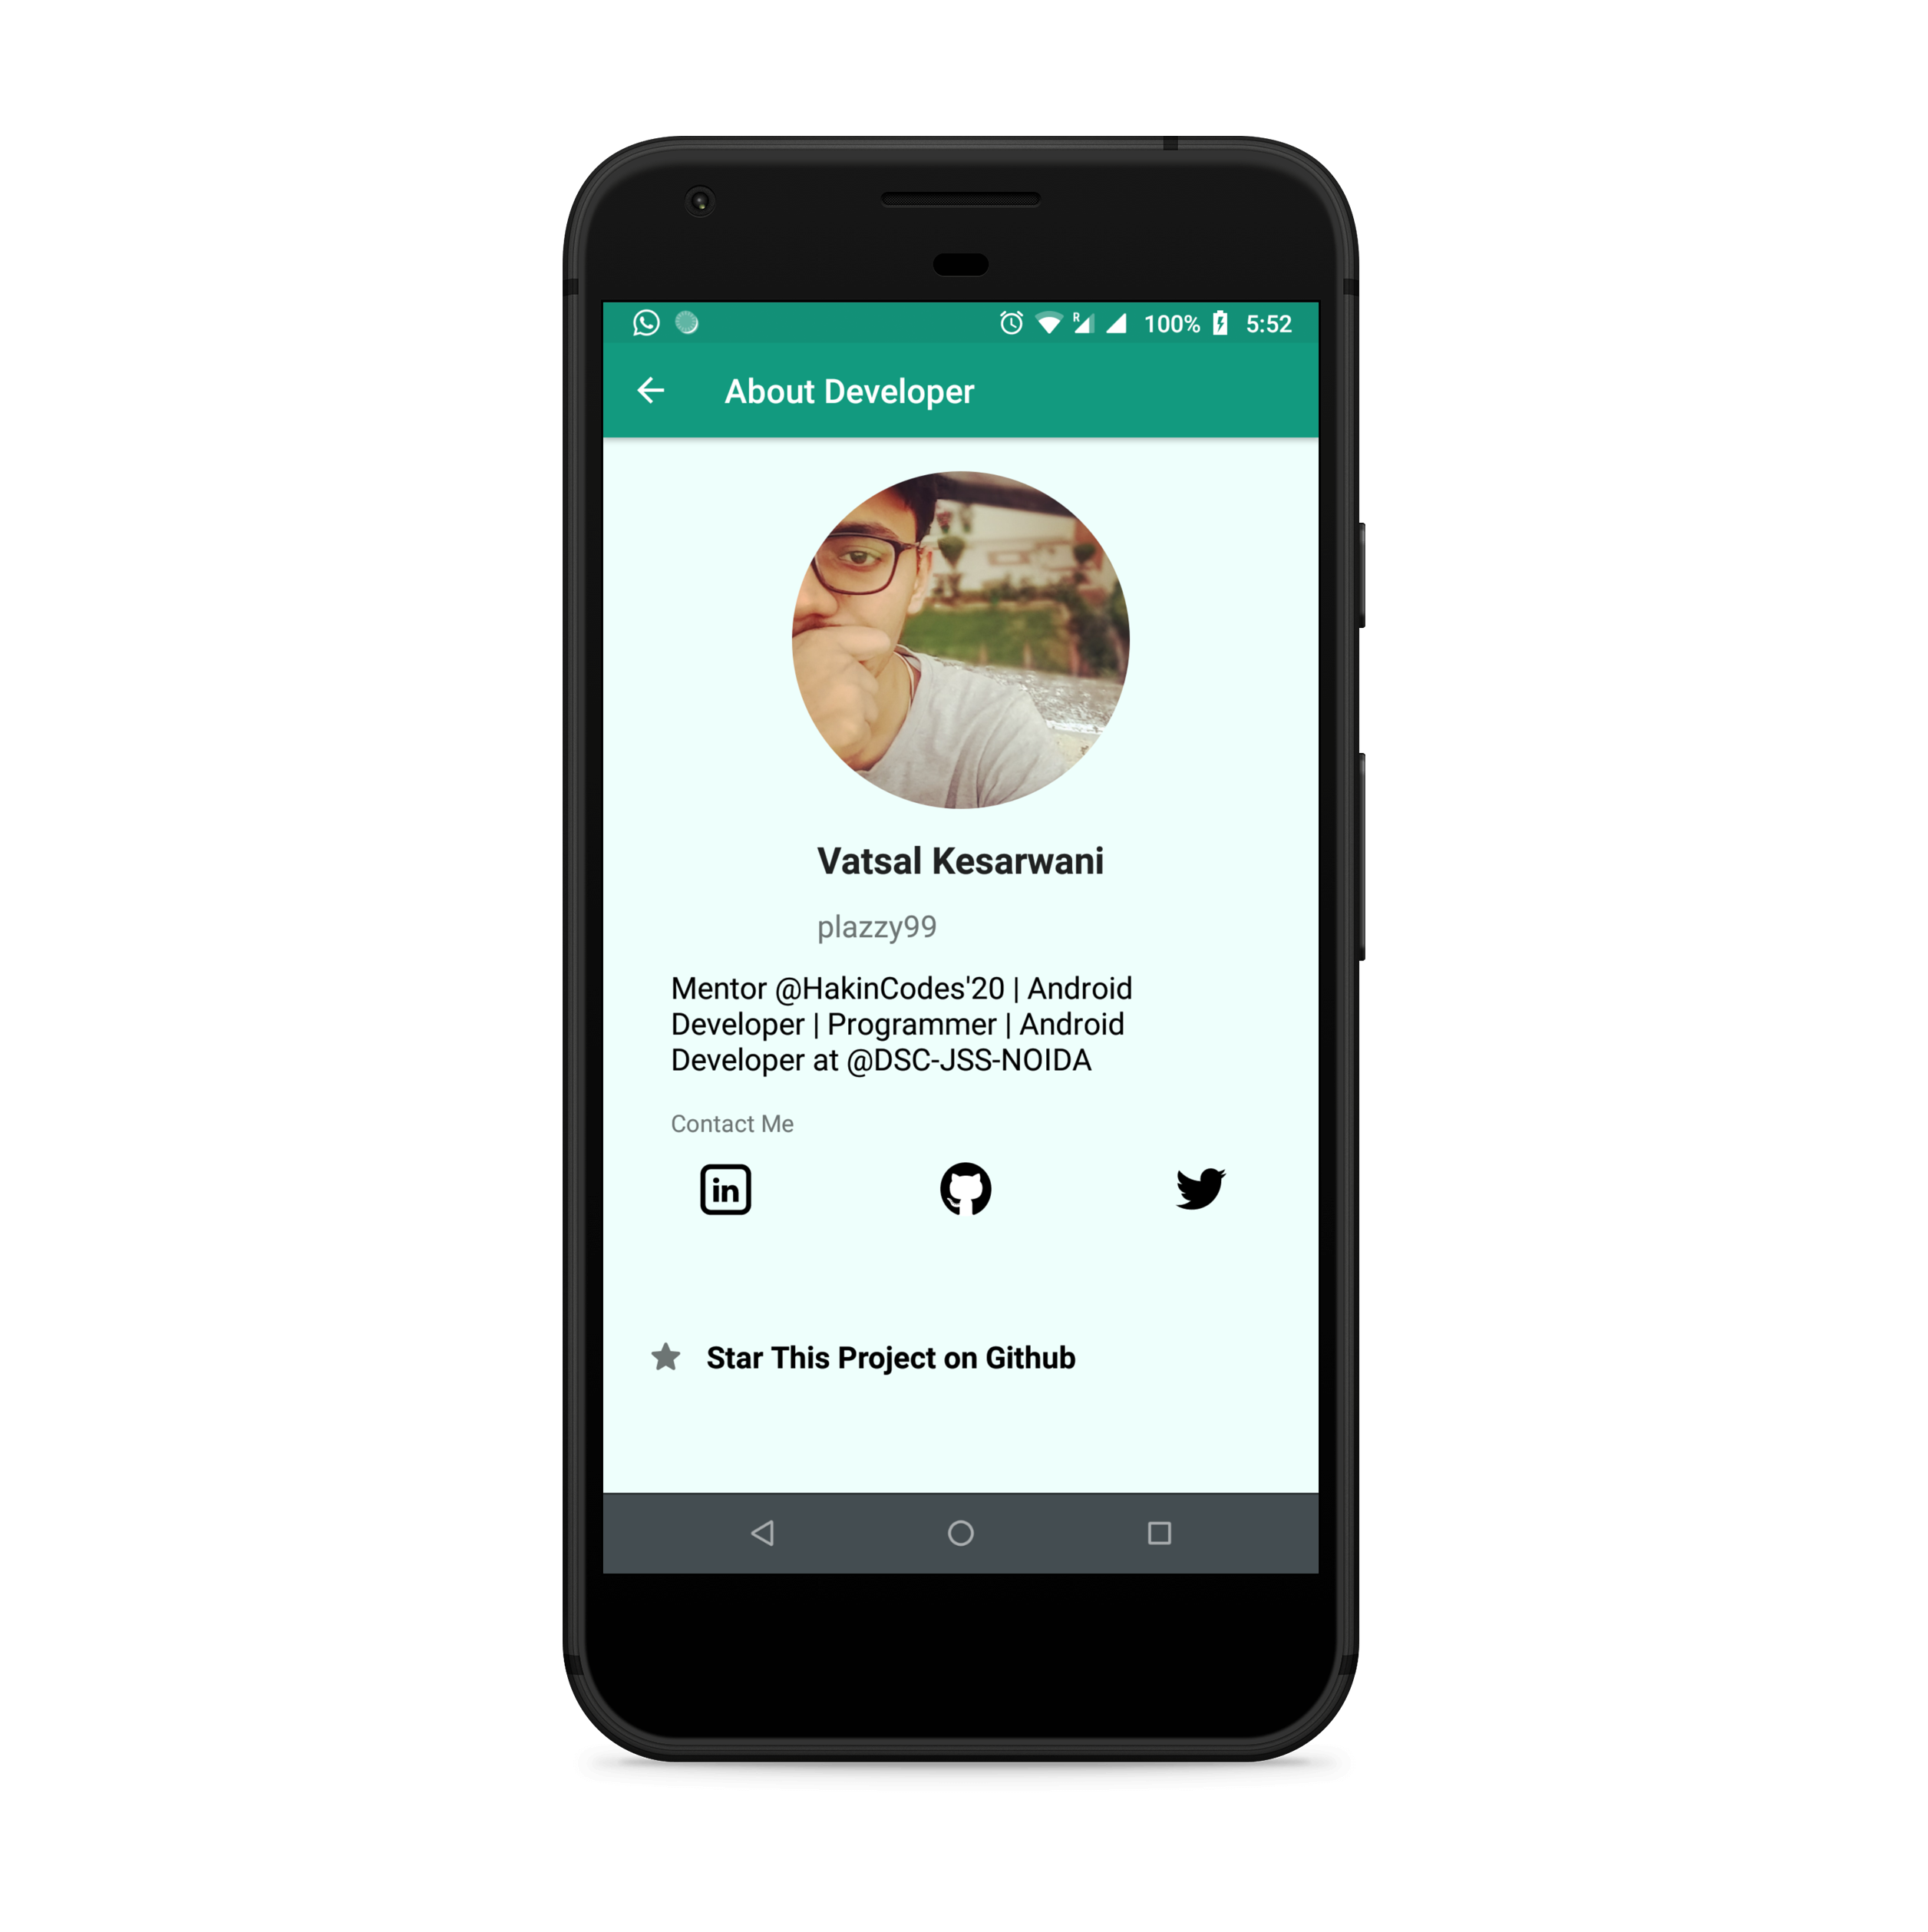 R 100% 5:52
About Developer
Vatsal Kesarwani
plazzy99
Mentor @HakinCodes'20 | Android
Developer | Programmer | Android
Developer at @DSC-JSS-NOIDA
Contact Me
in
Star This Project on Github